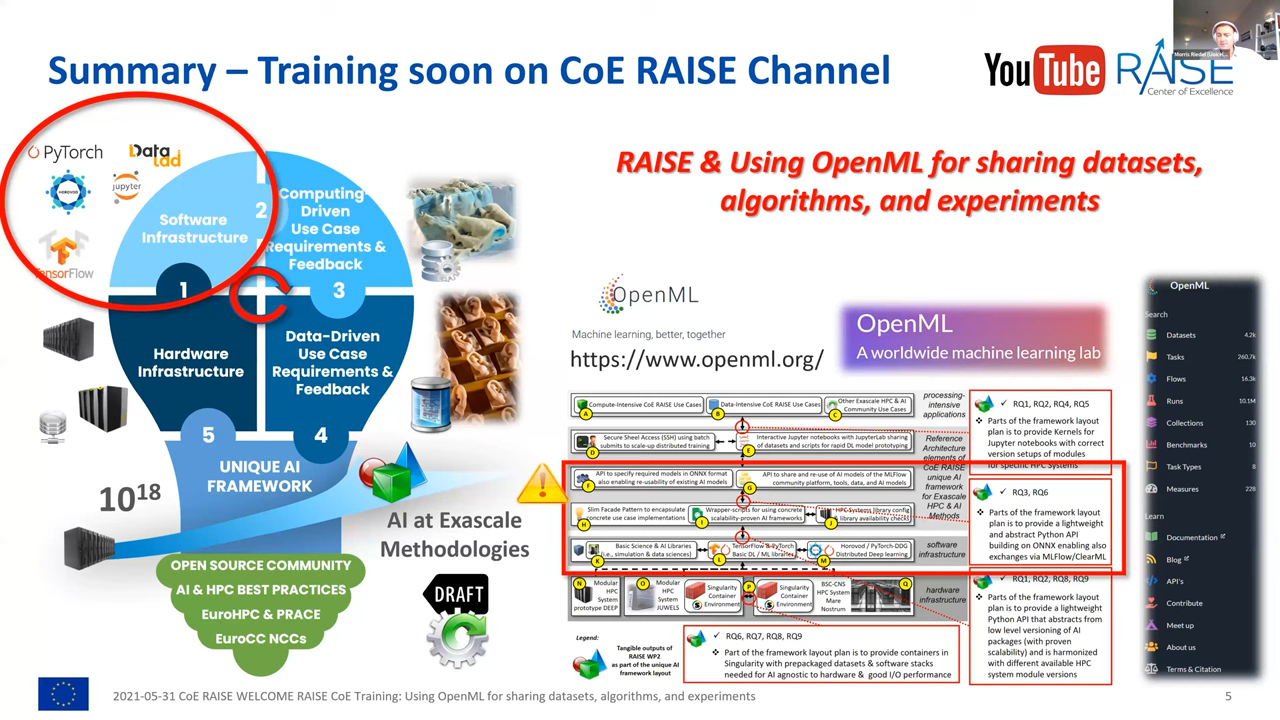 Summary – Training soon on CoE RAISE Channel
YouTube
RAISE
Center of Excellence
Morris Riedel
PyTorch
Data
Lad
HOROVOD
jupyter
TensorFlow
Software
Infrastructure
1
2
Computing-
Driven
Use Case
Requirements &
Feedback
3
Hardware
Infrastructure
Data-Driven
Use Case
Requirements &
Feedback
5
4
UNIQUE AI
FRAMEWORK
10^18
AI at Exascale
Methodologies
OPEN SOURCE COMMUNITY
AI & HPC BEST PRACTICES
EuroHPC & PRACE
EuroCC NCCs
DRAFT
RAISE & Using OpenML for sharing datasets,
algorithms, and experiments
OpenML
Machine learning, better, together
https://www.openml.org/
OpenML
A worldwide machine learning lab
Compute-Intensive CoE RAISE Use Cases
A
Data-Intensive CoE RAISE Use Cases
B
Other Exascale HPC & AI
Community Use Cases
C
processing-
intensive
applications
Secure Sheel Access (SSH) using batch
submits to scale-up distributed training
D
Interactive Jupyter notebooks with JupyterLab sharing
of datasets and scripts for rapid DL model prototyping
E
Reference
Architecture
elements of
CoE RAISE
unique AI
framework
for Exascale
HPC & AI
Methods
API to specify required models in ONNX format
also enabling re-usability of existing AI models
F
API to share and re-use of AI models of the MLFlow
community platform, tools, data, and AI models
G
Slim Facade Pattern to encapsulate
concrete use case implementations
H
Wrapper-scripts for using concrete
scalability-proven AI frameworks
I
HPC Systems library config
& library availability checks
J
Basic Science & AI Libraries
(i.e., simulation & data sciences)
K
TensorFlow & PyTorch
Basic DL / ML libraries
L
Horovod / PyTorch-DDG
Distributed Deep learning
M
software
infrastructure
N
Modular
HPC
System
prototype DEEP
O
Modular
HPC
System
JUWELS
Singularity
Container
Environment
P
Singularity
Container
Environment
BSC-CNS
HPC System
Mare
Nostrum
Q
hardware
infrastructure
Legend:
Tangible outputs of
RAISE WP2
as part of the unique AI
framework layout
✓ RQ6, RQ7, RQ8, RQ9
❖ Part of the framework layout plan is to provide containers in
Singularity with prepackaged datasets & software stacks
needed for AI agnostic to hardware & good I/O performance
✓ RQ1, RQ2, RQ4, RQ5
❖ Parts of the framework layout
plan is to provide Kernels for
Jupyter notebooks with correct
version setups of modules
for specific HPC Systems
✓ RQ3, RQ6
❖ Parts of the framework layout
plan is to provide a lightweight
and abstract Python API
building on ONNX enabling also
exchanges via MLFlow/ClearML
✓ RQ1, RQ2, RQ8, RQ9
❖ Parts of the framework layout
plan is to provide a lightweight
Python API that abstracts from
low level versioning of AI
packages (with proven
scalability) and is harmonized
with different available HPC
system module versions
OpenML
Search
Datasets 4.2k
Tasks 260.7k
Flows 16.3k
Runs 10.1M
Collections 130
Benchmarks 10
Task Types 8
Measures 228
Learn
Documentation
Blog
API's
Contribute
Meet up
About us
Terms & Citation
2021-05-31 CoE RAISE WELCOME RAISE CoE Training: Using OpenML for sharing datasets, algorithms, and experiments
5